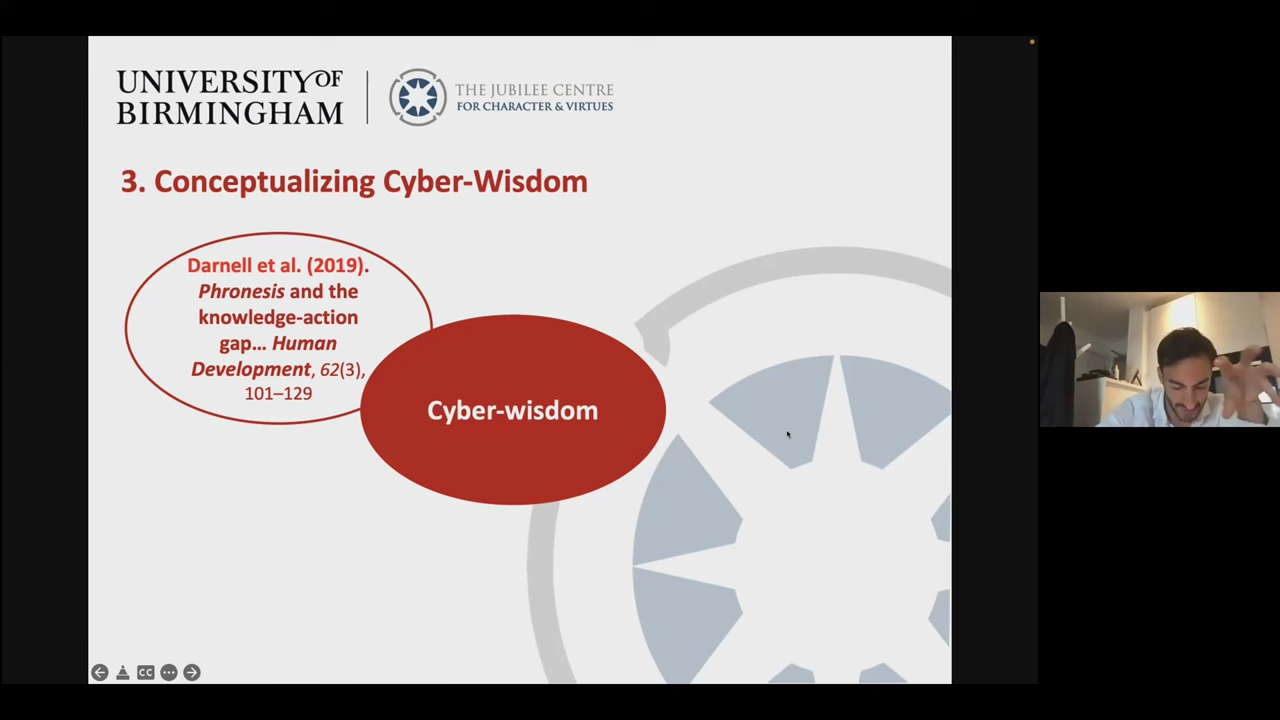 UNIVERSITY OF
BIRMINGHAM
THE JUBILEE CENTRE
FOR CHARACTER & VIRTUES
3. Conceptualizing Cyber-Wisdom
Darnell et al. (2019).
Phronesis and the
knowledge-action
gap... Human
Development, 62(3),
101–129
Cyber-wisdom
CC